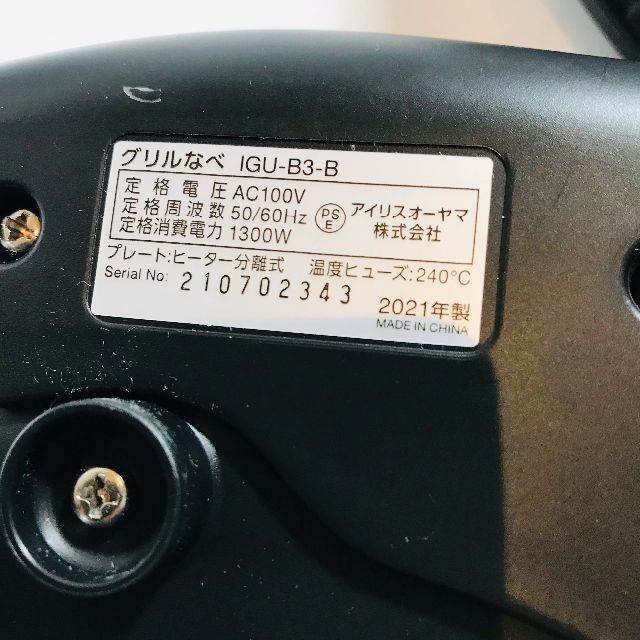 グリルなべ IGU-B3-B
定格電圧 AC100V
定格周波数 50/60Hz
定格消費電力 1300W
PS
E
アイリスオーヤマ
株式会社
プレート:ヒーター分離式 温度ヒューズ:240℃
Serial No: 210702343
2021年製
MADE IN CHINA